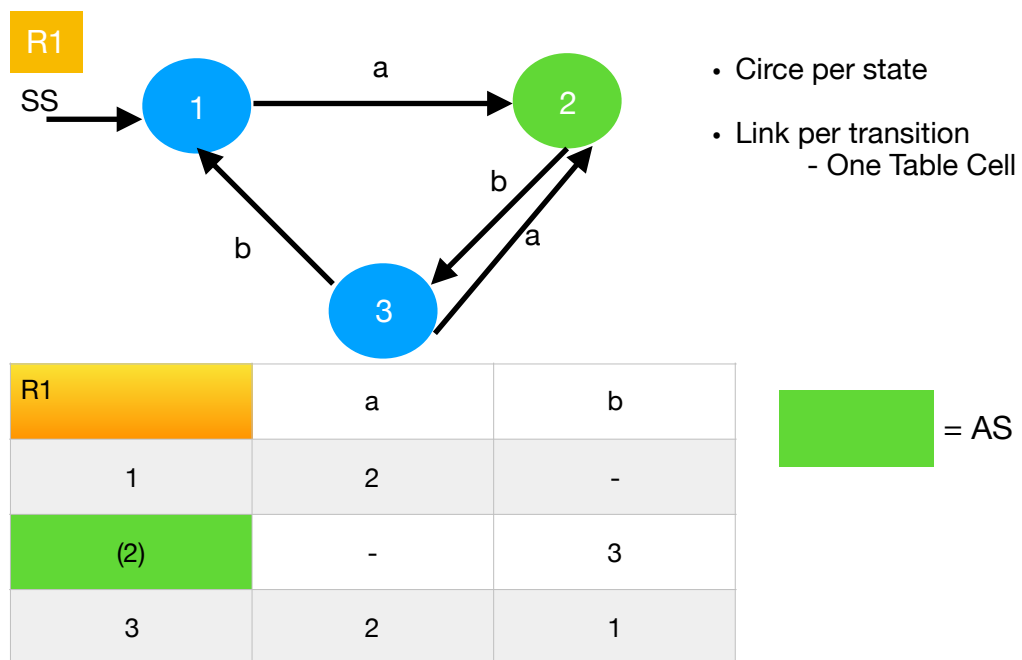 R1
SS
1
a
2
b
a
b
3
• Circe per state
• Link per transition
- One Table Cell
R1 a b
1 2 -
(2) - 3
3 2 1
= AS